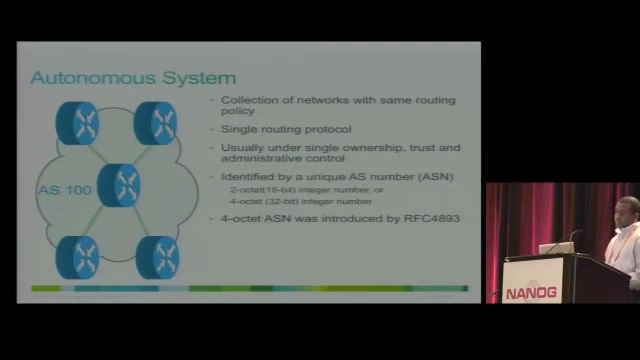 Autonomous System
AS 100
Collection of networks with same routing
policy
Single routing protocol
Usually under single ownership, trust and
administrative control
Identified by a unique AS number (ASN)
2-octet(16-bit) integer number, or
4-octet (32-bit) integer number
4-octet ASN was introduced by RFC4893
NANOG